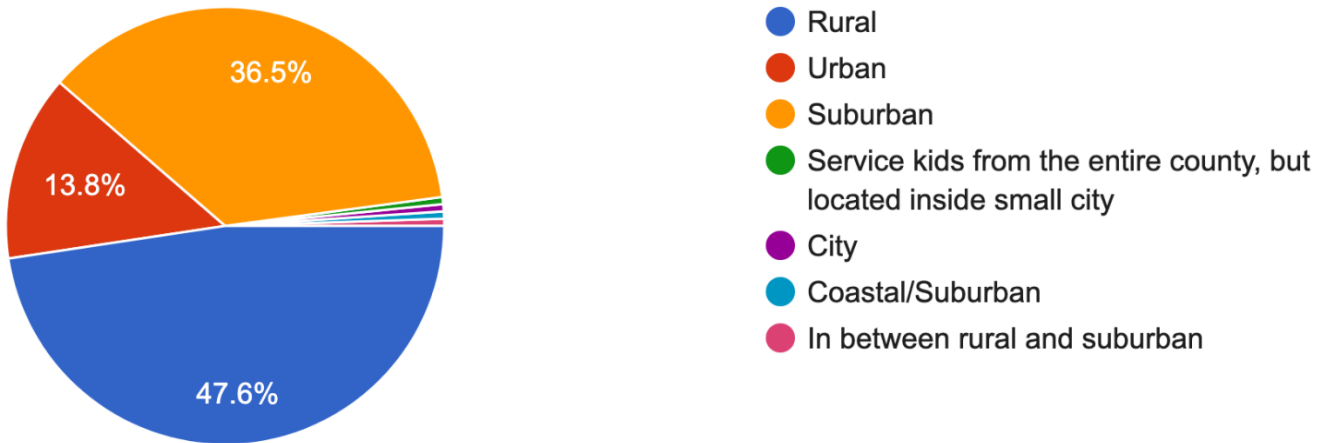 36.5%
13.8%
47.6%
Rural
Urban
Suburban
Service kids from the entire county, but
located inside small city
City
Coastal/Suburban
In between rural and suburban